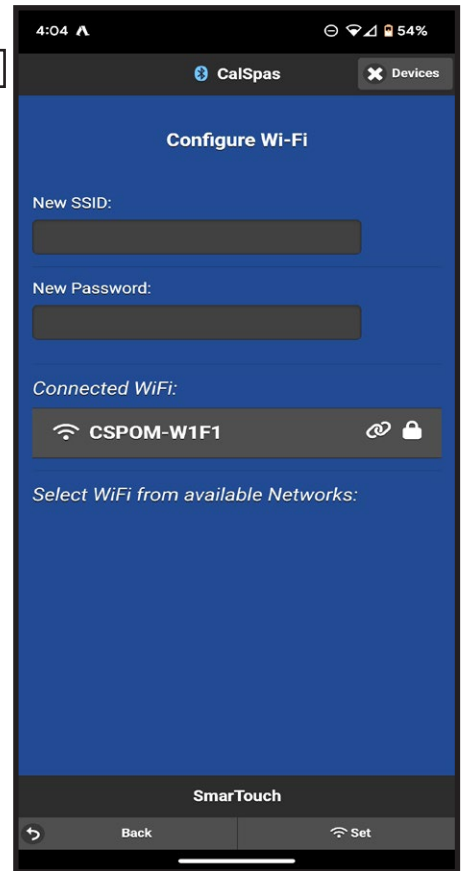 4:04 54%
CalSpas Devices
Configure Wi-Fi
New SSID:
New Password:
Connected WiFi:
CSPOM-W1F1
Select WiFi from available Networks:
SmarTouch
Back Set